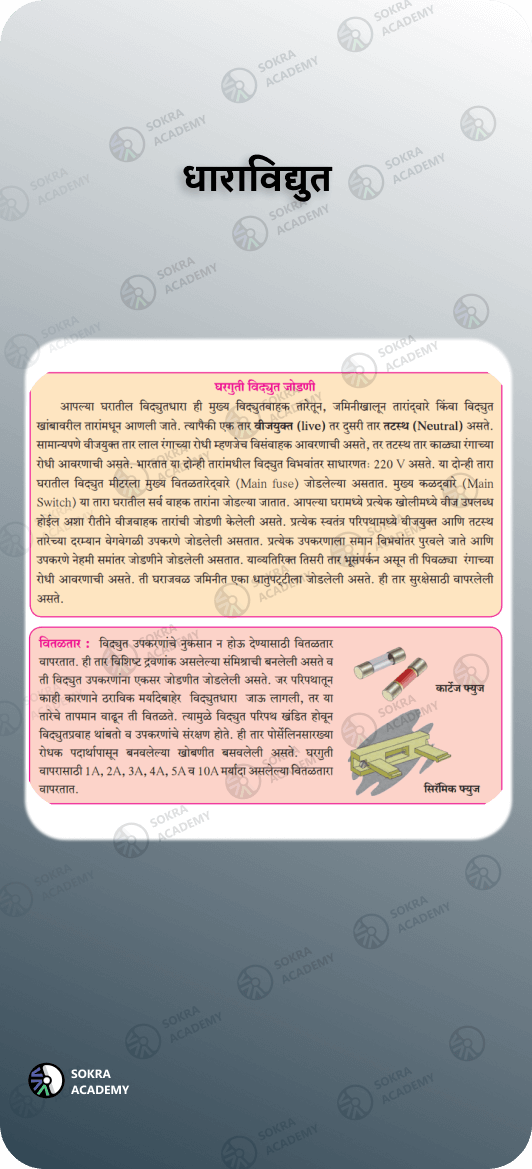 धाराविद्युत
घरगुती विद्युत जोडणी
आपल्या घरातील विद्युतधारा ही मुख्य विद्युतवाहक तारेतून, जमिनीखालून तारांद्वारे किंवा विद्युत
खांबावरील तारांमधून आणली जाते. त्यापैकी एक तार वीजयुक्त (live) तर दुसरी तार तटस्थ (Neutral) असते.
सामान्यपणे वीजयुक्त तार लाल रंगाच्या रोधी म्हणजेच विसंवाहक आवरणाची असते, तर तटस्थ तार काळ्या रंगाच्या
रोधी आवरणाची असते. भारतात या दोन्ही तारांमधील विद्युत विभवांतर साधारणतः 220 V असते. या दोन्ही तारा
घरातील विद्युत मीटरला मुख्य वितळतारेद्वारे (Main fuse) जोडलेल्या असतात. मुख्य कळद्वारे (Main
Switch) या तारा घरातील सर्व वाहक तारांना जोडल्या जातात. आपल्या घरामध्ये प्रत्येक खोलीमध्ये वीज उपलब्ध
होईल अशा रीतीने वीजवाहक तारांची जोडणी केलेली असते. प्रत्येक स्वतंत्र परिपथामध्ये वीजयुक्त आणि तटस्थ
तारेच्या दरम्यान वेगवेगळी उपकरणे जोडलेली असतात. प्रत्येक उपकरणाला समान विभवांतर पुरवले जाते आणि
उपकरणे नेहमी समांतर जोडणीने जोडलेली असतात. याव्यतिरिक्त तिसरी तार भूसंपर्कन असून ती पिवळ्या रंगाच्या
रोधी आवरणाची असते. ती घराजवळ जमिनीत एका धातुपट्टीला जोडलेली असते. ही तार सुरक्षेसाठी वापरलेली
असते.
वितळतार : विद्युत उपकरणांचे नुकसान न होऊ देण्यासाठी वितळतार
वापरतात. ही तार विशिष्ट द्रवणांक असलेल्या संमिश्राची बनलेली असते व
ती विद्युत उपकरणांना एकसर जोडणीत जोडलेली असते. जर परिपथातून
काही कारणाने ठराविक मर्यादेबाहेर विद्युतधारा जाऊ लागली, तर या
तारेचे तापमान वाढून ती वितळते. त्यामुळे विद्युत परिपथ खंडित होवून
विद्युतप्रवाह थांबतो व उपकरणांचे संरक्षण होते. ही तार पोर्सेलिनसारख्या
रोधक पदार्थापासून बनवलेल्या खोबणीत बसवलेली असते. घरगुती
वापरासाठी 1A, 2A, 3A, 4A, 5A व 10A मर्यादा असलेल्या वितळतारा
वापरतात.
कार्टेज फ्युज
सिरॅमिक फ्युज
SOKRA
ACADEMY